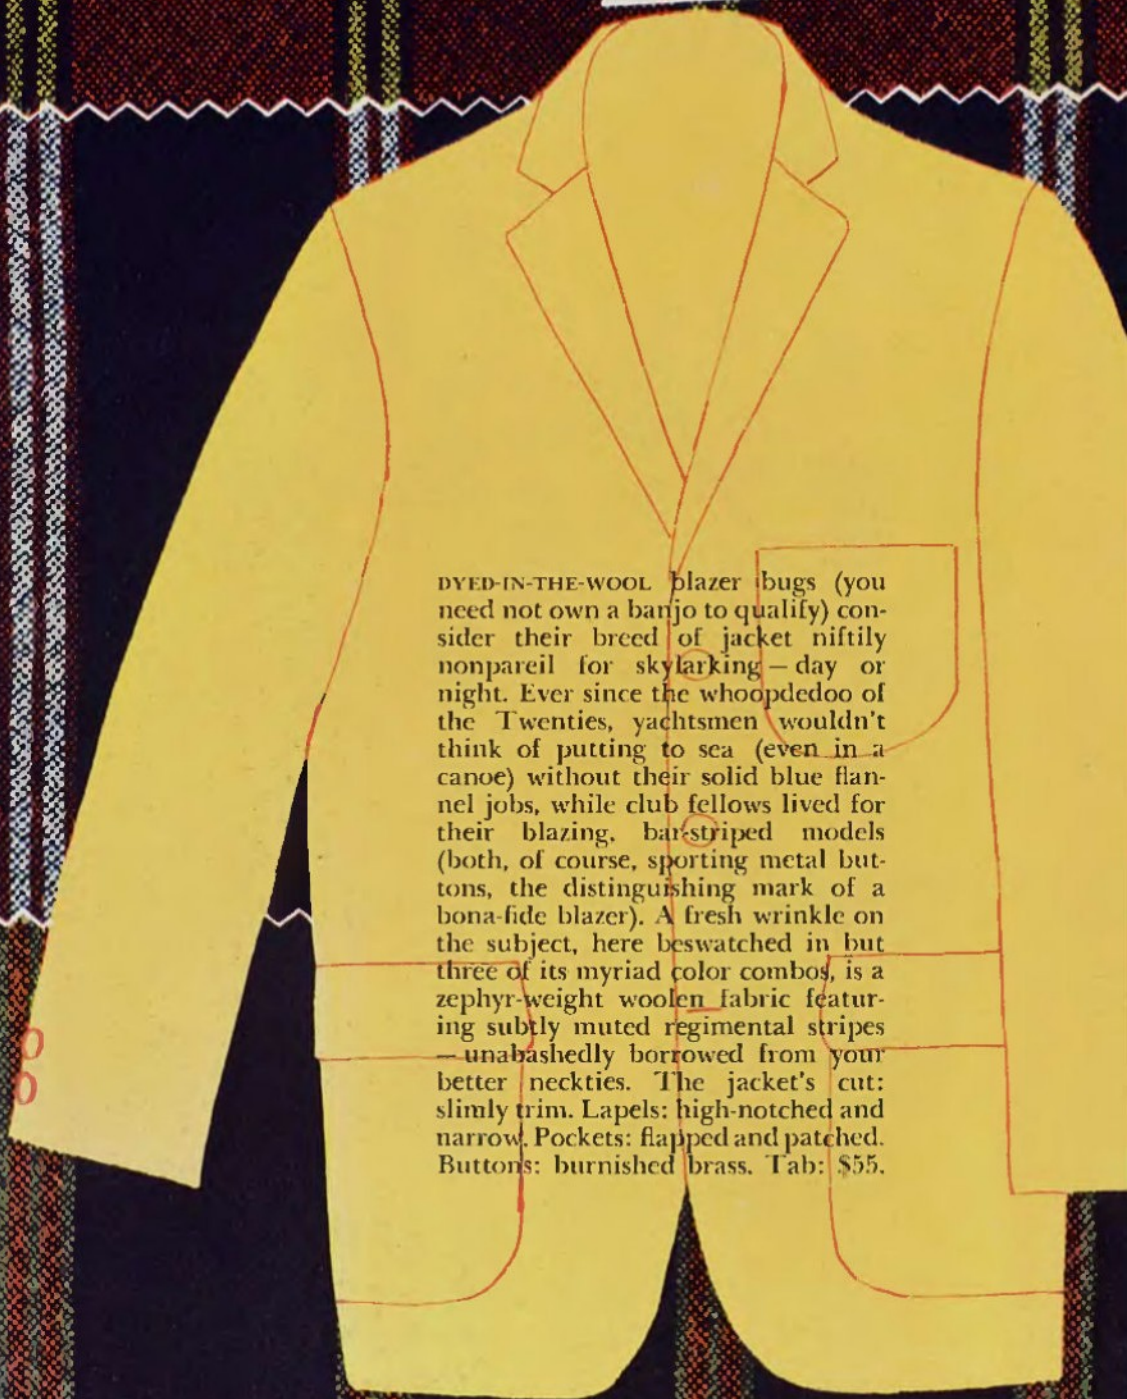 DYED-IN-THE-WOOL blazer bugs (you
need not own a banjo to qualify) con-
sider their breed of jacket niftily
nonpareil for skylarking — day or
night. Ever since the whoopdedoo of
the Twenties, yachtsmen wouldn't
think of putting to sea (even in a
canoe) without their solid blue flan-
nel jobs, while club fellows lived for
their blazing, bar-striped models
(both, of course, sporting metal but-
tons, the distinguishing mark of a
bona-fide blazer). A fresh wrinkle on
the subject, here beswatched in but
three of its myriad color combos, is a
zephyr-weight woolen fabric featur-
ing subtly muted regimental stripes
— unabashedly borrowed from your
better neckties. The jacket's cut:
slimly trim. Lapels: high-notched and
narrow. Pockets: flapped and patched.
Buttons: burnished brass. Tab: $55.